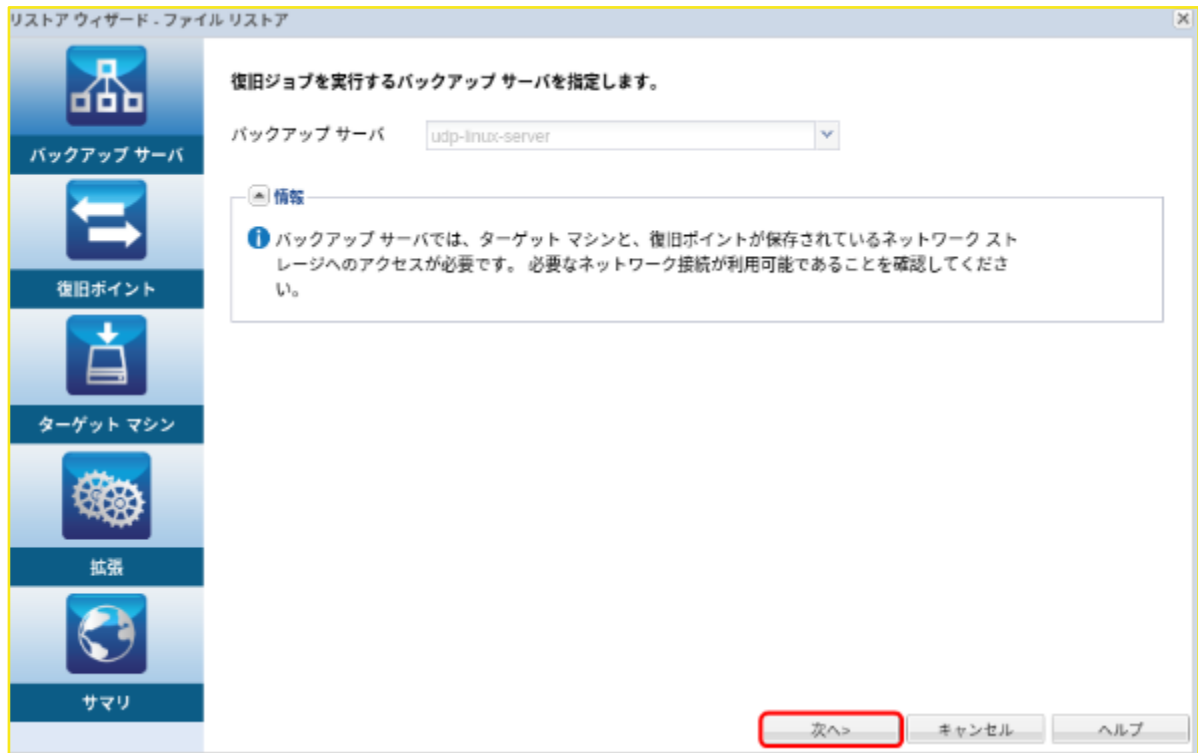 リストア ウィザード - ファイル リストア
バックアップ サーバ
復旧ポイント
ターゲット マシン
拡張
サマリ
復旧ジョブを実行するバックアップ サーバを指定します。
バックアップ サーバ udp-linux-server
情報
バックアップ サーバでは、ターゲット マシンと、復旧ポイントが保存されているネットワーク スト
レージへのアクセスが必要です。 必要なネットワーク接続が利用可能であることを確認してくださ
い。
次へ> キャンセル ヘルプ